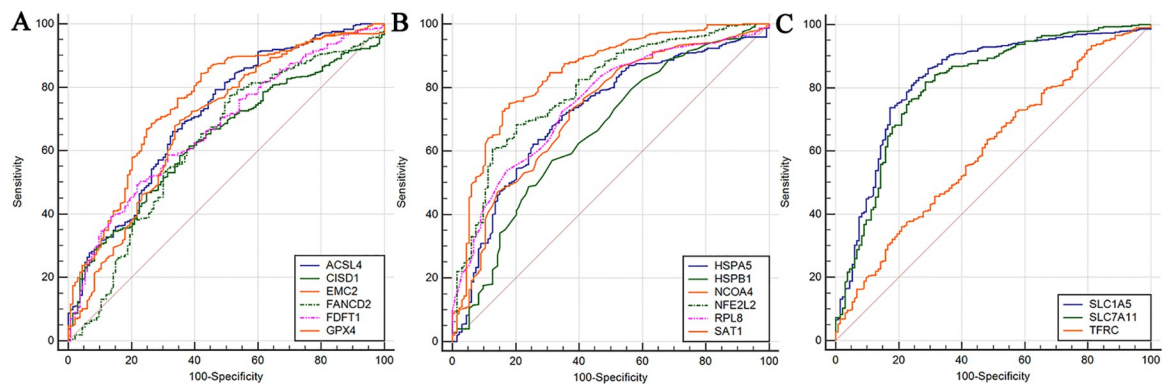 A
Sensitivity
100
80
60
40
20
0
ACSL4
CISD1
EMC2
FANCD2
FDFT1
GPX4
0 20 40 60 80 100
100-Specificity
B
Sensitivity
100
80
60
40
20
0
HSPA5
HSPB1
NCOA4
NFE2L2
RPL8
SAT1
0 20 40 60 80 100
100-Specificity
C
Sensitivity
100
80
60
40
20
0
SLC1A5
SLC7A11
TFRC
0 20 40 60 80 100
100-Specificity